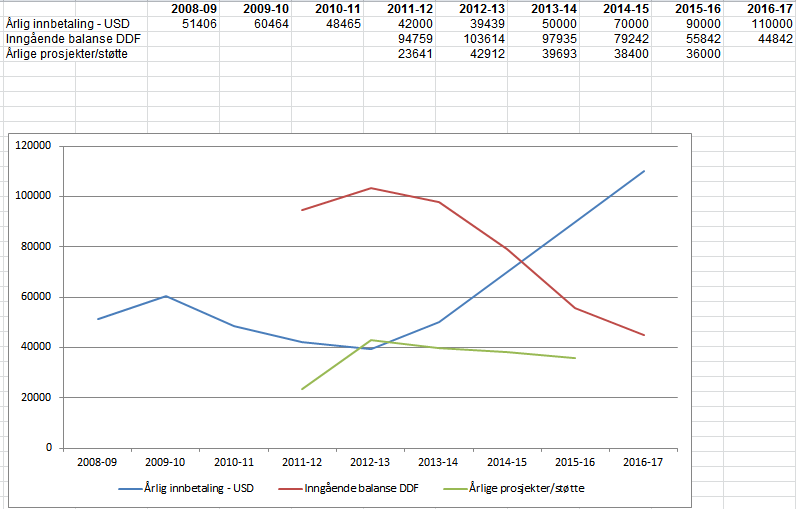 2008-09 2009-10 2010-11 2011-12 2012-13 2013-14 2014-15 2015-16 2016-17
Årlig innbetaling - USD 51406 60464 48465 42000 39439 50000 70000 90000 110000
Inngående balanse DDF 94759 103614 97935 79242 55842 44842
Årlige prosjekter/støtte 23641 42912 39693 38400 36000
120000
100000
80000
60000
40000
20000
0
2008-09 2009-10 2010-11 2011-12 2012-13 2013-14 2014-15 2015-16 2016-17
Årlig innbetaling - USD Inngående balanse DDF Årlige prosjekter/støtte